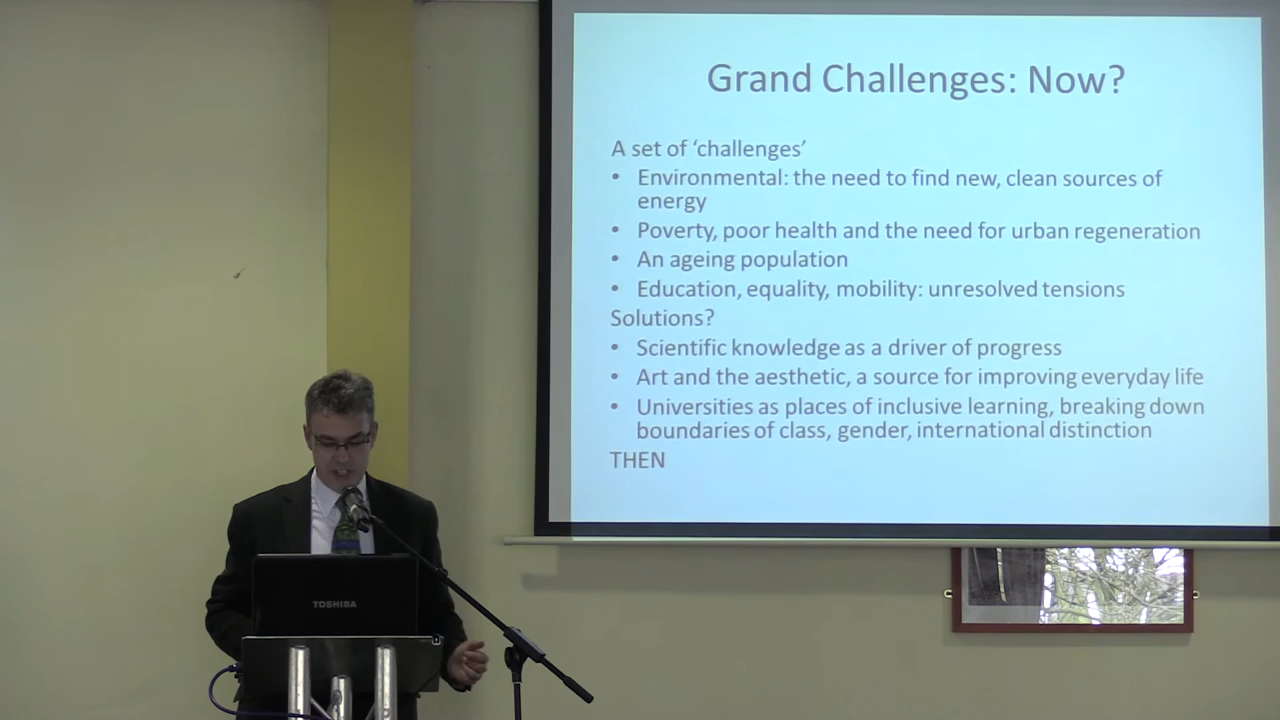 Grand Challenges: Now?
A set of ‘challenges’
• Environmental: the need to find new, clean sources of
energy
• Poverty, poor health and the need for urban regeneration
• An ageing population
• Education, equality, mobility: unresolved tensions
Solutions?
• Scientific knowledge as a driver of progress
• Art and the aesthetic, a source for improving everyday life
• Universities as places of inclusive learning, breaking down
boundaries of class, gender, international distinction
THEN
TOSHIBA